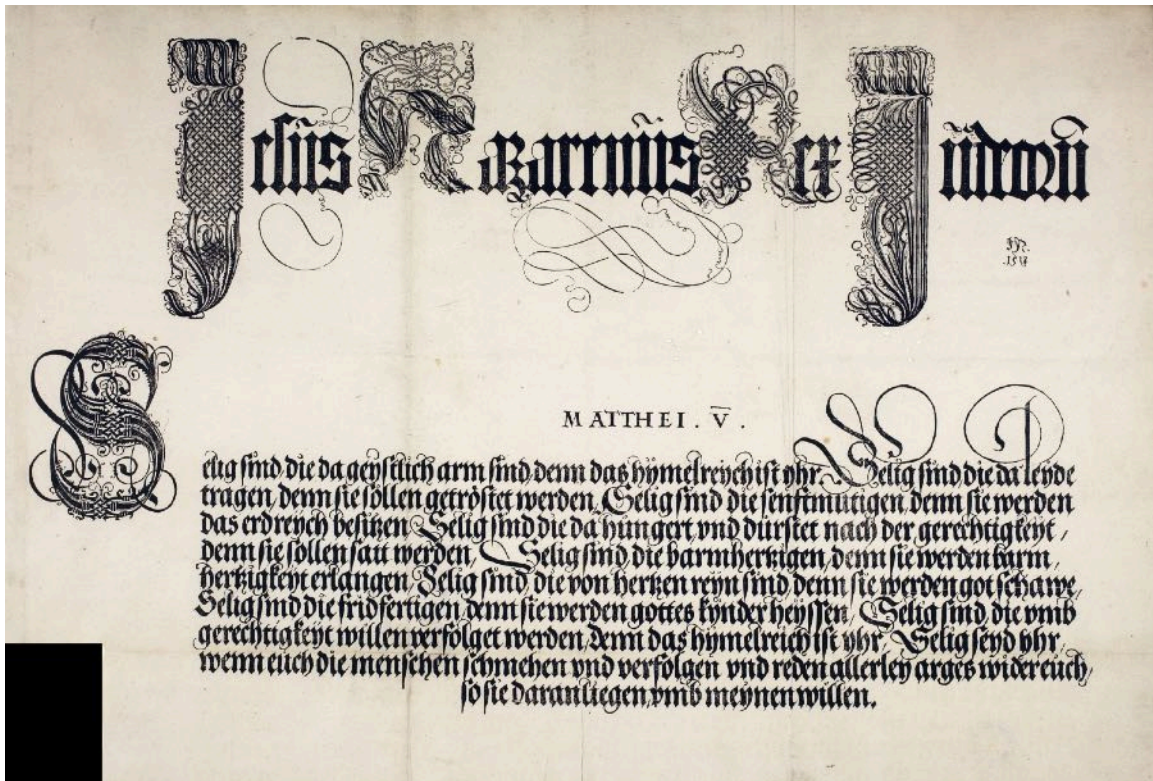 Jesus Nazarenus Rex Judeorū
MATTHEI . V̅ .
Selig sind die da geystlich arm sind, denn das hymelreych ist yhr, Selig sind die da leyde
tragen, denn sie sollen getröstet werden, Selig sind die senftmutigen, denn sie werden
das erdreych besitzen, Selig sind die da hungert vnd durstet nach der gerechtigkeyt,
denn sie sollen satt werden, Selig sind die barmhertzigen, denn sie werden barm,
hertzigkeyt erlangen, Selig sind die von hertzen reyn sind denn sie werden got schawe,
Selig sind die fridfertigen denn sie werden gottes kynder heyssen, Selig sind die vmb
gerechtigkeyt willen verfolget werden, denn das hymelreich ist yhr, Selig seyd yhr,
wenn euch die menschen schmehen vnd verfolgen vnd reden allerley arges wider euch,
so sie daran liegen, vmb meynen willen.